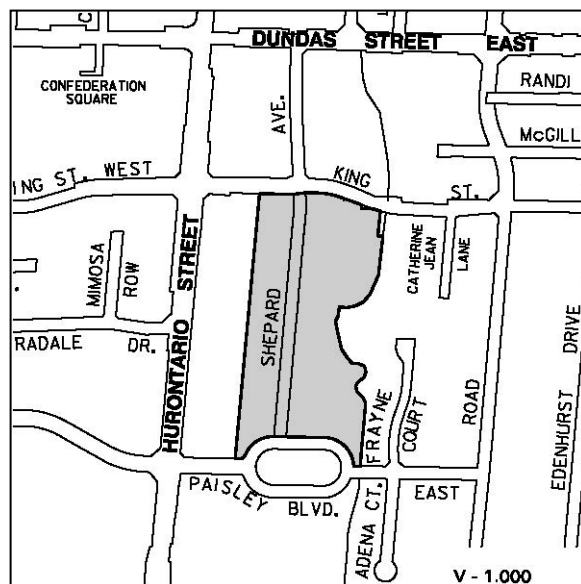 C
DUNDAS STREET EAST
CONFEDERATION
SQUARE
AVE.
RANDI
McGILL
ING ST. WEST
KING ST.
CATHERINE
JEAN
LANE
MIMOSA
ROW
HURONTARIO STREET
SHEPARD
RADALE DR.
FRAYNE
COURT
ROAD
EDENHURST DRIVE
PAISLEY BLVD. EAST
ADENA CT.
V - 1.000